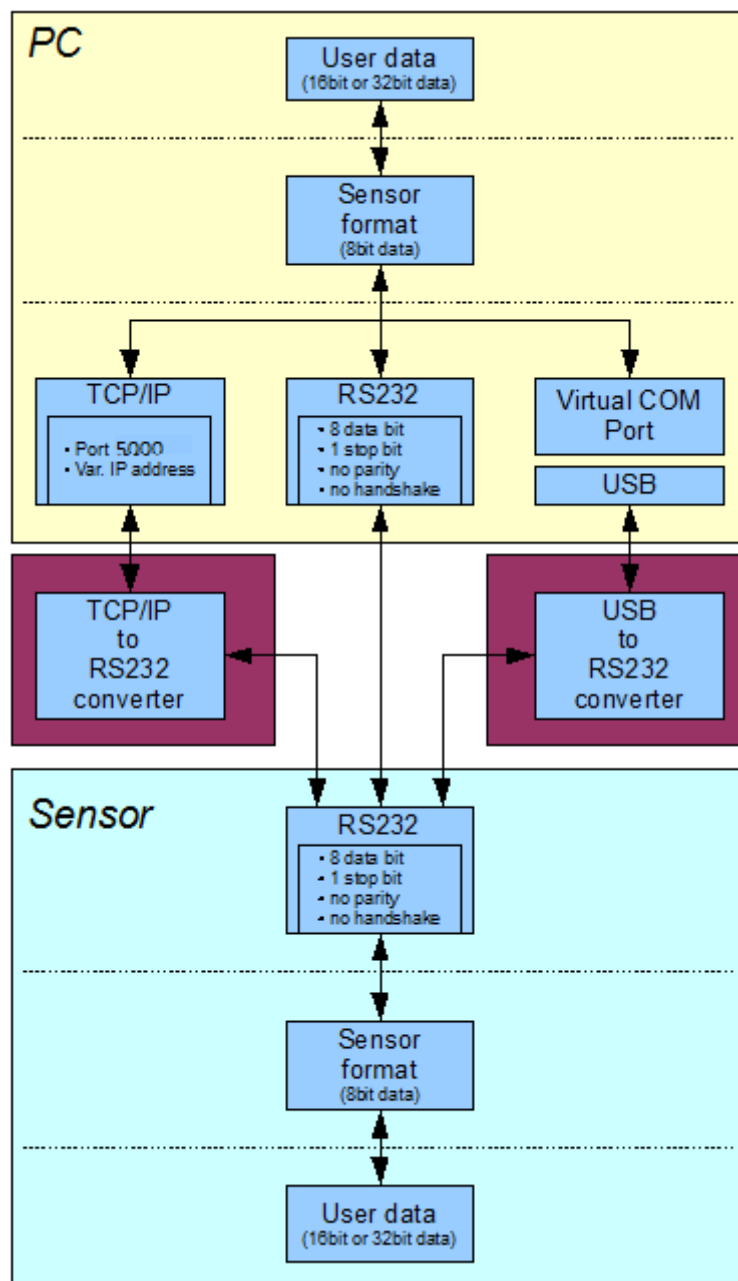 PC
User data
(16bit or 32bit data)
Sensor
format
(8bit data)
TCP/IP
• Port 5000
• Var. IP address
RS232
• 8 data bit
• 1 stop bit
• no parity
• no handshake
Virtual COM
Port
USB
TCP/IP
to
RS232
converter
USB
to
RS232
converter
Sensor
RS232
• 8 data bit
• 1 stop bit
• no parity
• no handshake
Sensor
format
(8bit data)
User data
(16bit or 32bit data)